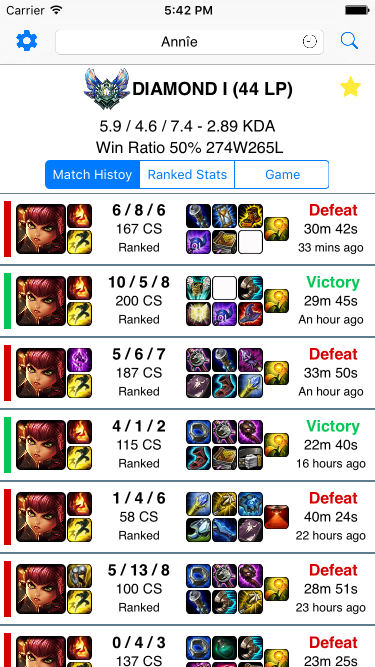 Carrier 5:42 PM
Annîe
DIAMOND I (44 LP)
5.9 / 4.6 / 7.4 - 2.89 KDA
Win Ratio 50% 274W265L
Match Histoy Ranked Stats Game
6 / 8 / 6 Defeat
167 CS 30m 42s
Ranked 33 mins ago
10 / 5 / 8 Victory
200 CS 29m 45s
Ranked An hour ago
5 / 6 / 7 Defeat
187 CS 33m 50s
Ranked An hour ago
4 / 1 / 2 Victory
115 CS 22m 40s
Ranked 16 hours ago
1 / 4 / 6 Defeat
58 CS 40m 24s
Ranked 22 hours ago
5 / 13 / 8 Defeat
100 CS 28m 51s
Ranked 23 hours ago
0 / 4 / 3 Defeat
137 CS 23m 25s